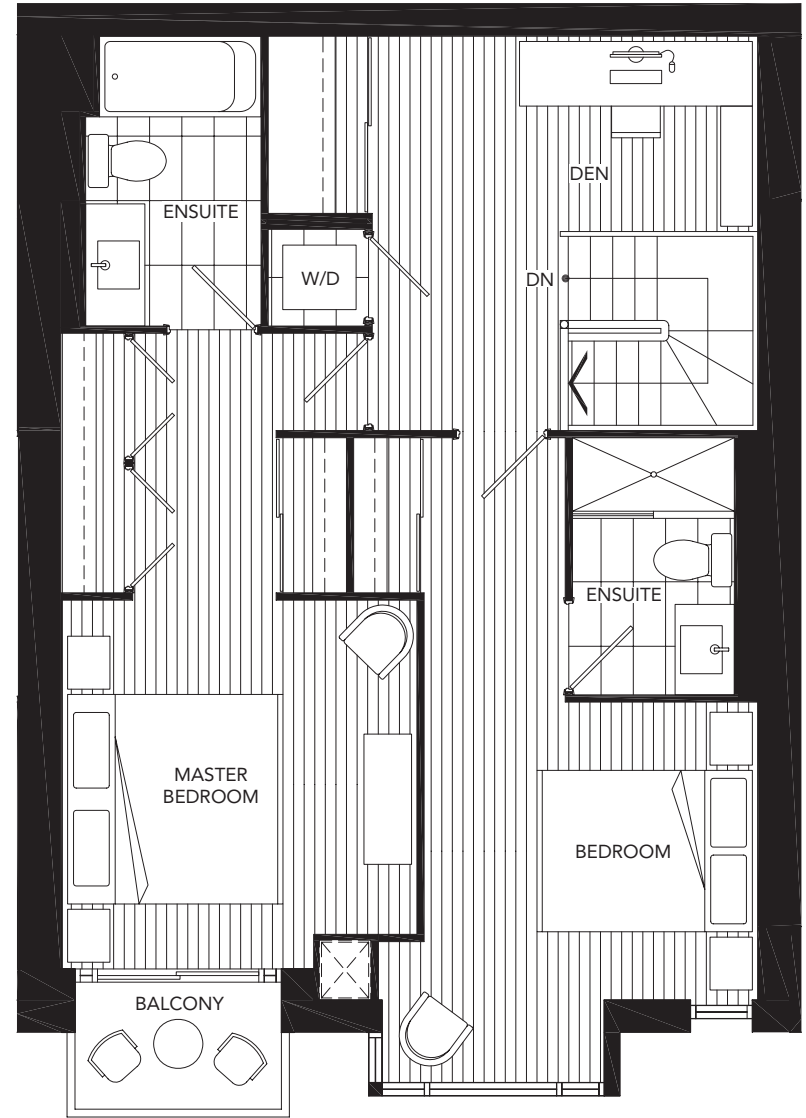 DEN
ENSUITE
W/D
DN
ENSUITE
MASTER
BEDROOM
BEDROOM
BALCONY